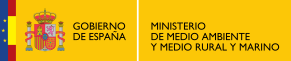 GOBIERNO
DE ESPAÑA
MINISTERIO
DE MEDIO AMBIENTE
Y MEDIO RURAL Y MARINO